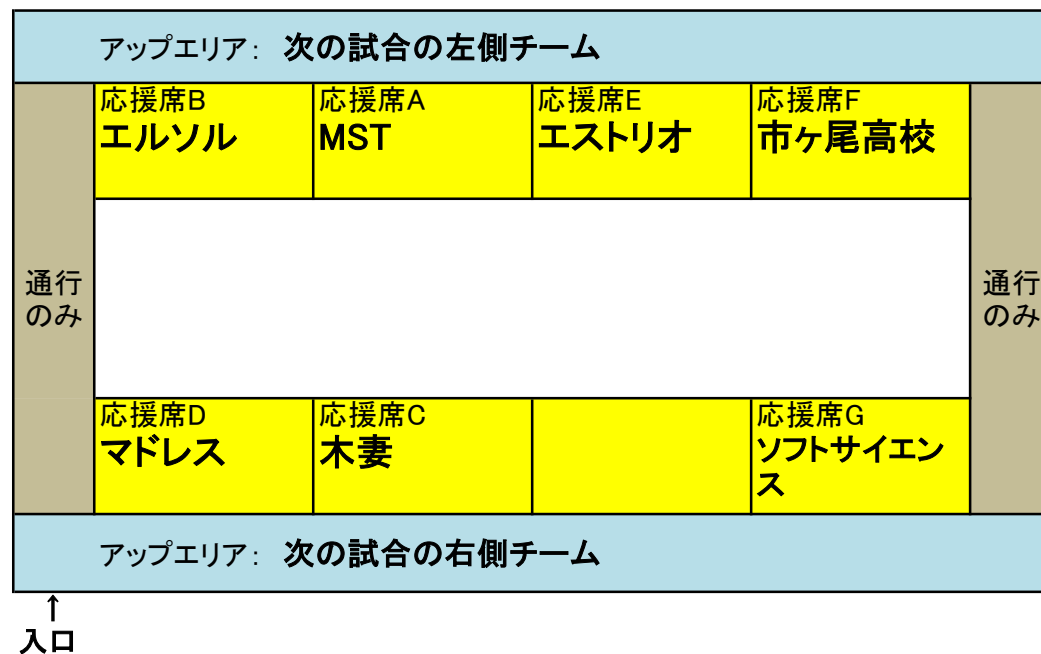 アップエリア： 次の試合の左側チーム
応援席B
エルソル
応援席A
MST
応援席E
エストリオ
応援席F
市ヶ尾高校
通行
のみ
通行
のみ
応援席D
マドレス
応援席C
木妻
応援席G
ソフトサイエン
ス
アップエリア： 次の試合の右側チーム
↑
入口